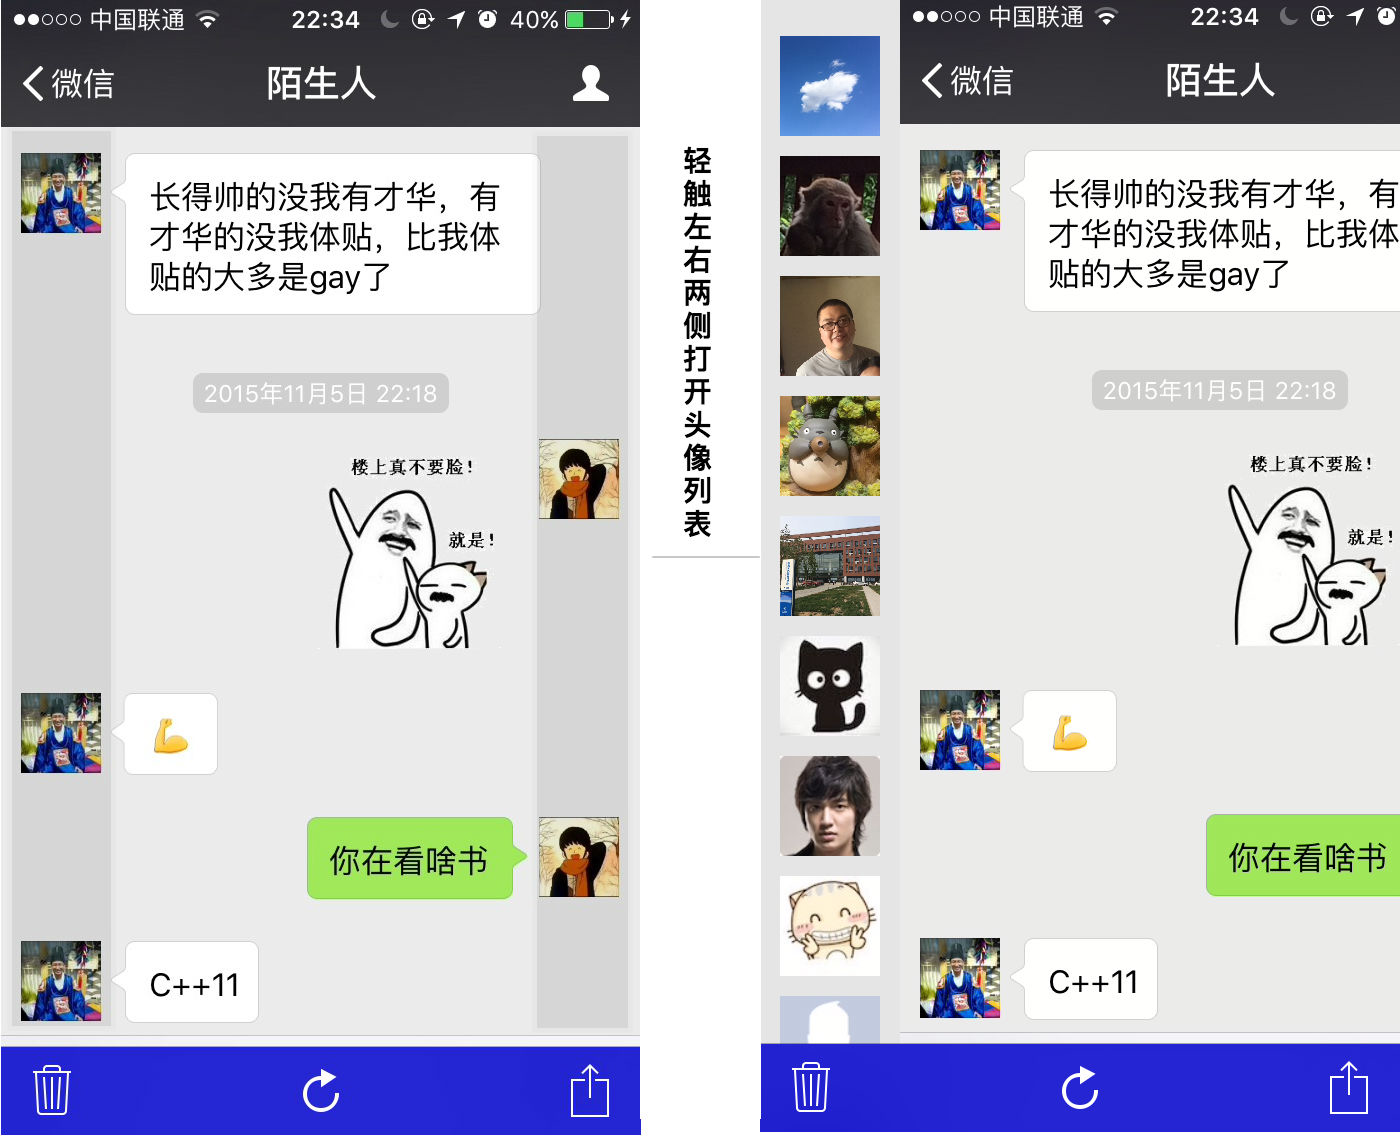 中国联通 22:34 40%
微信 陌生人
长得帅的没我有才华，有
才华的没我体贴，比我体
贴的大多是gay了
2015年11月5日 22:18
楼上真不要脸！
就是！
你在看啥书
C++11
轻触左右两侧打开头像列表
中国联通 22:34
微信 陌生人
长得帅的没我有才华，有
才华的没我体贴，比我体
贴的大多是gay了
2015年11月5日 22:18
楼上真不要脸！
就是！
你在看啥书
C++11